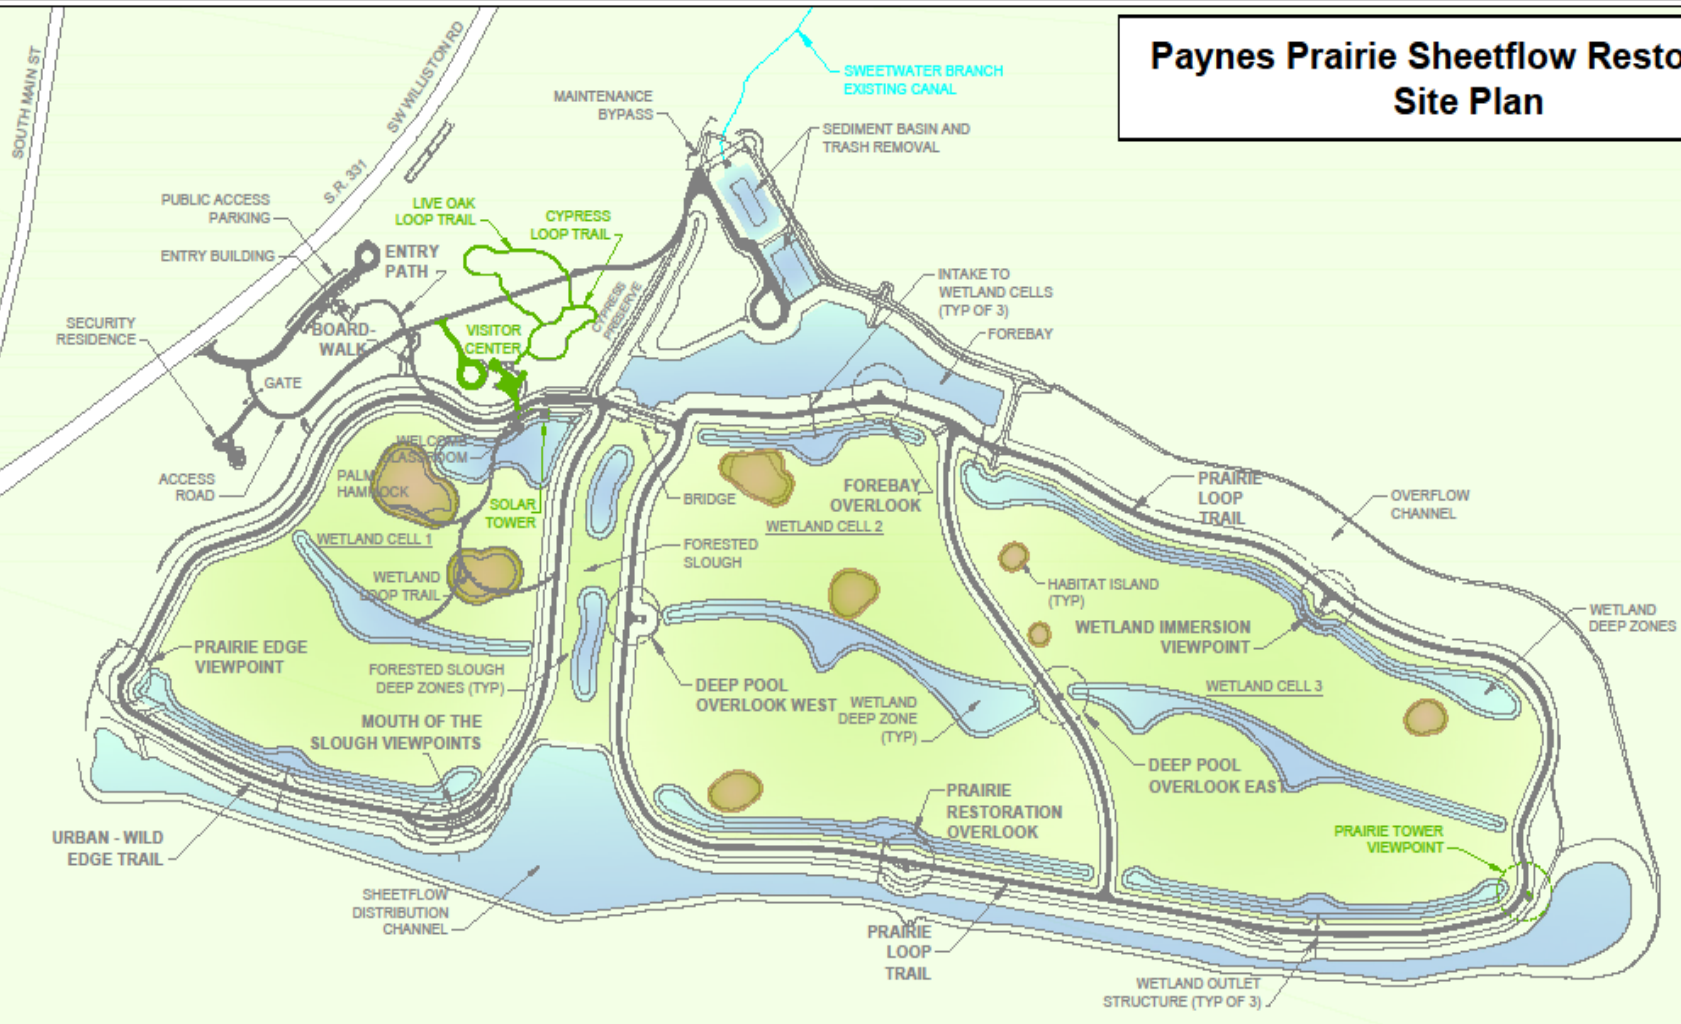 Paynes Prairie Sheetflow Resto
Site Plan
SOUTH MAIN ST
SW WILLISTON RD
S.R. 331
SWEETWATER BRANCH
EXISTING CANAL
MAINTENANCE
BYPASS
SEDIMENT BASIN AND
TRASH REMOVAL
PUBLIC ACCESS
PARKING
LIVE OAK
LOOP TRAIL
CYPRESS
LOOP TRAIL
ENTRY BUILDING
ENTRY
PATH
CYPRESS
PRESERVE
INTAKE TO
WETLAND CELLS
(TYP OF 3)
FOREBAY
SECURITY
RESIDENCE
BOARD-
WALK
VISITOR
CENTER
GATE
WELCOME
CLASSROOM
PALM
HAMMOCK
ACCESS
ROAD
SOLAR
TOWER
BRIDGE
FOREBAY
OVERLOOK
PRAIRIE
LOOP
TRAIL
OVERFLOW
CHANNEL
WETLAND CELL 1
WETLAND CELL 2
FORESTED
SLOUGH
WETLAND
LOOP TRAIL
HABITAT ISLAND
(TYP)
WETLAND
DEEP ZONES
WETLAND IMMERSION
VIEWPOINT
PRAIRIE EDGE
VIEWPOINT
FORESTED SLOUGH
DEEP ZONES (TYP)
DEEP POOL
OVERLOOK WEST
WETLAND
DEEP ZONE
(TYP)
WETLAND CELL 3
MOUTH OF THE
SLOUGH VIEWPOINTS
DEEP POOL
OVERLOOK EAST
PRAIRIE
RESTORATION
OVERLOOK
URBAN - WILD
EDGE TRAIL
PRAIRIE TOWER
VIEWPOINT
SHEETFLOW
DISTRIBUTION
CHANNEL
PRAIRIE
LOOP
TRAIL
WETLAND OUTLET
STRUCTURE (TYP OF 3)